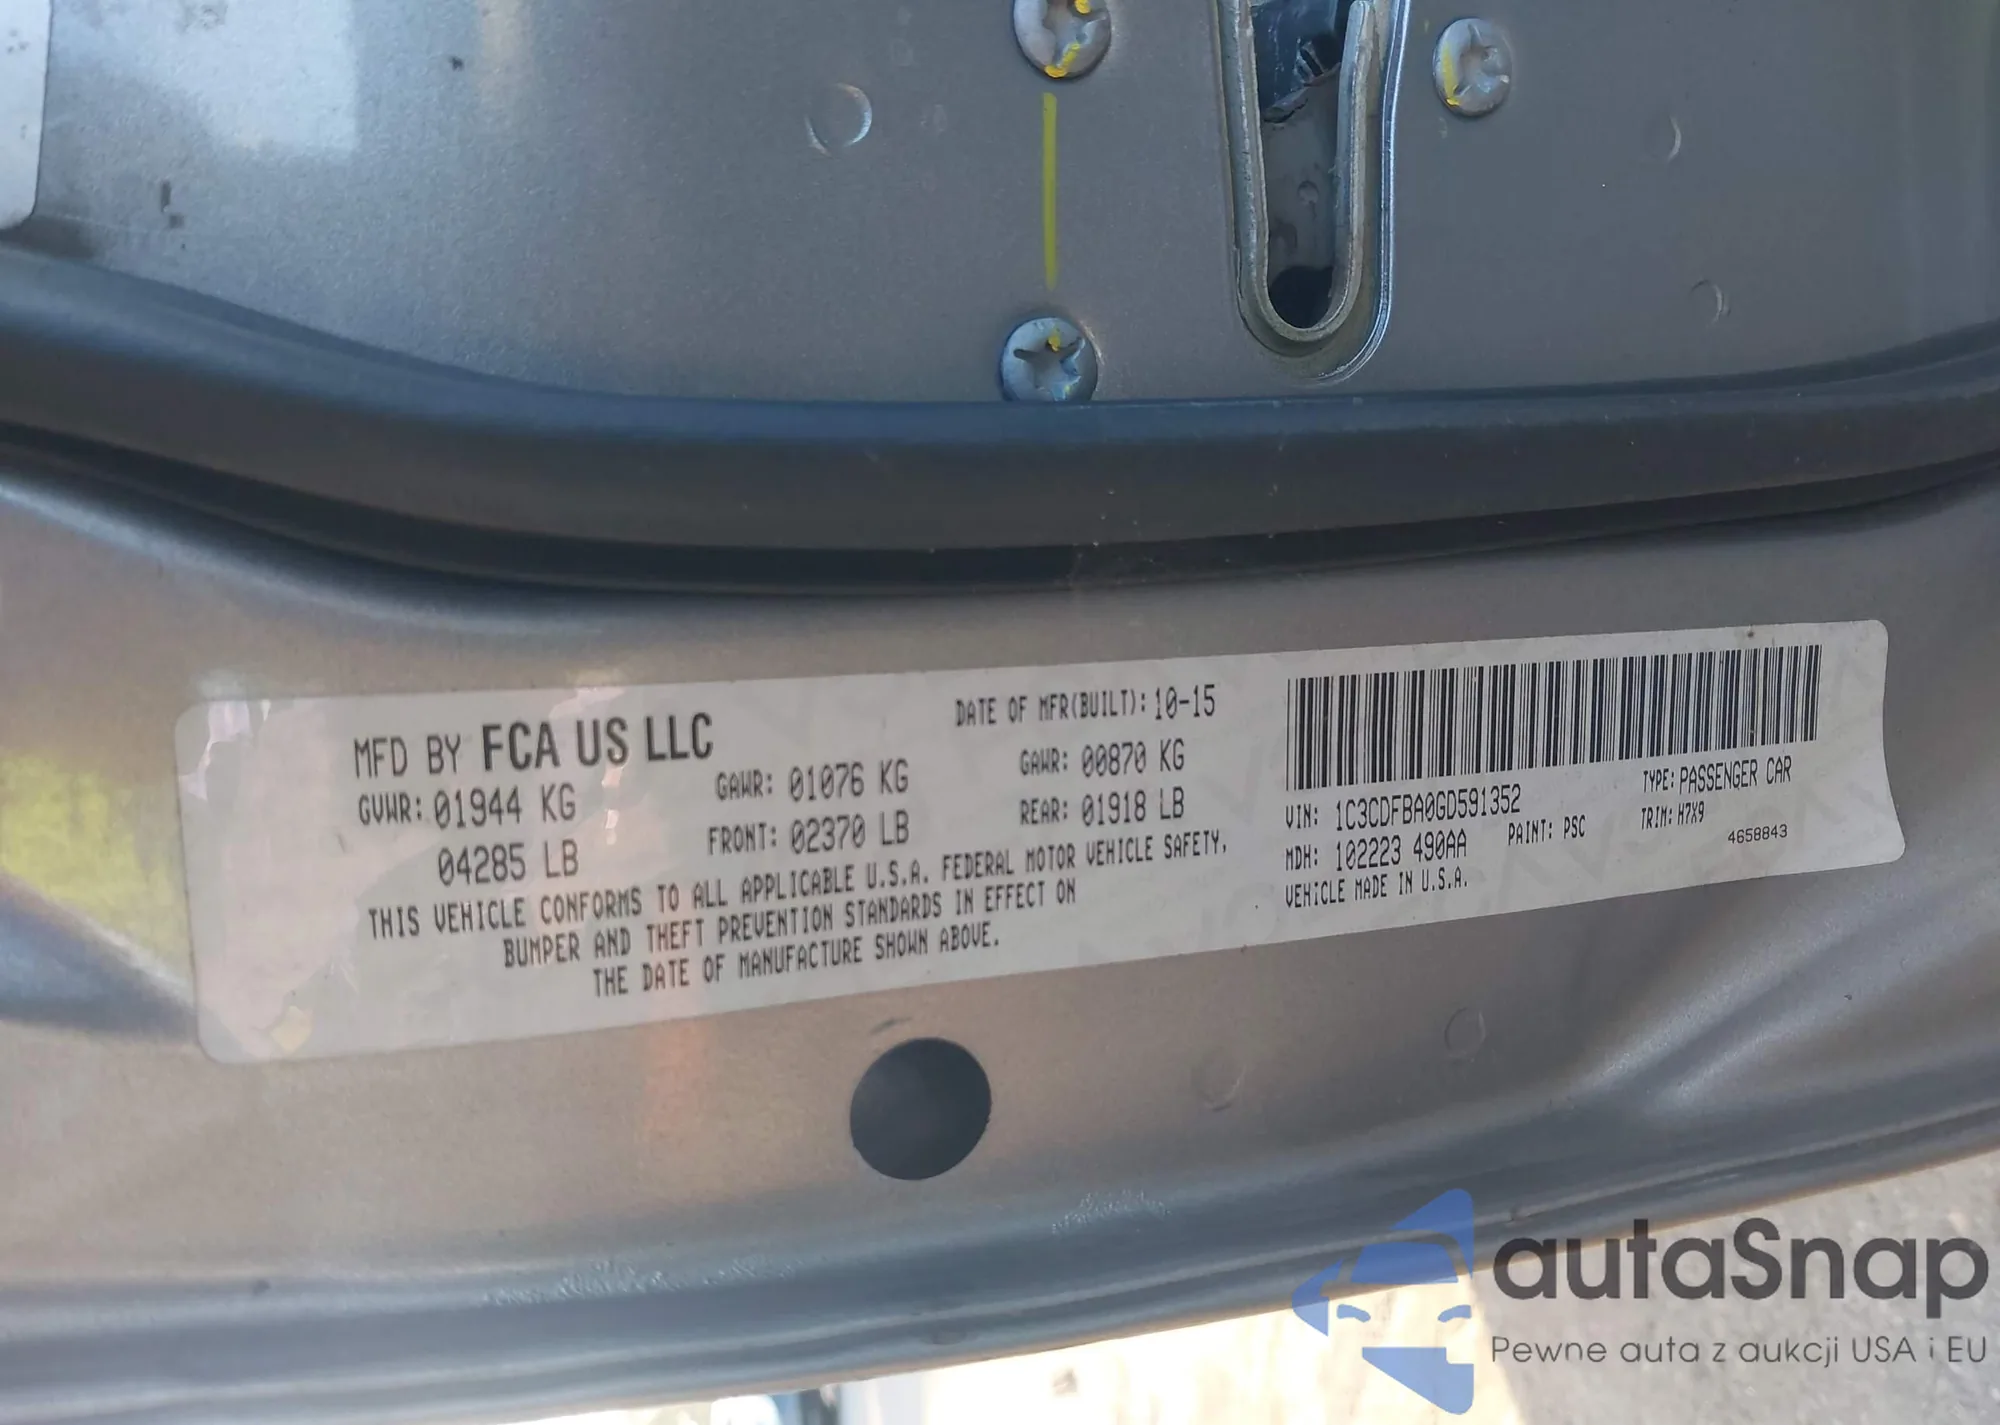 MFD BY FCA US LLC
DATE OF MFR(BUILT): 10-15
GVWR: 01944 KG
04285 LB
GAWR: 01076 KG
FRONT: 02370 LB
GAWR: 00870 KG
REAR: 01918 LB
THIS VEHICLE CONFORMS TO ALL APPLICABLE U.S.A. FEDERAL MOTOR VEHICLE SAFETY,
BUMPER AND THEFT PREVENTION STANDARDS IN EFFECT ON
THE DATE OF MANUFACTURE SHOWN ABOVE.
VIN: 1C3CDFBA0GD591352
TYPE: PASSENGER CAR
MDH: 102223 490AA
PAINT: PSC
TRIM: H7X9
VEHICLE MADE IN U.S.A.
4658843
autaSnap
Pewne auta z aukcji USA i EU